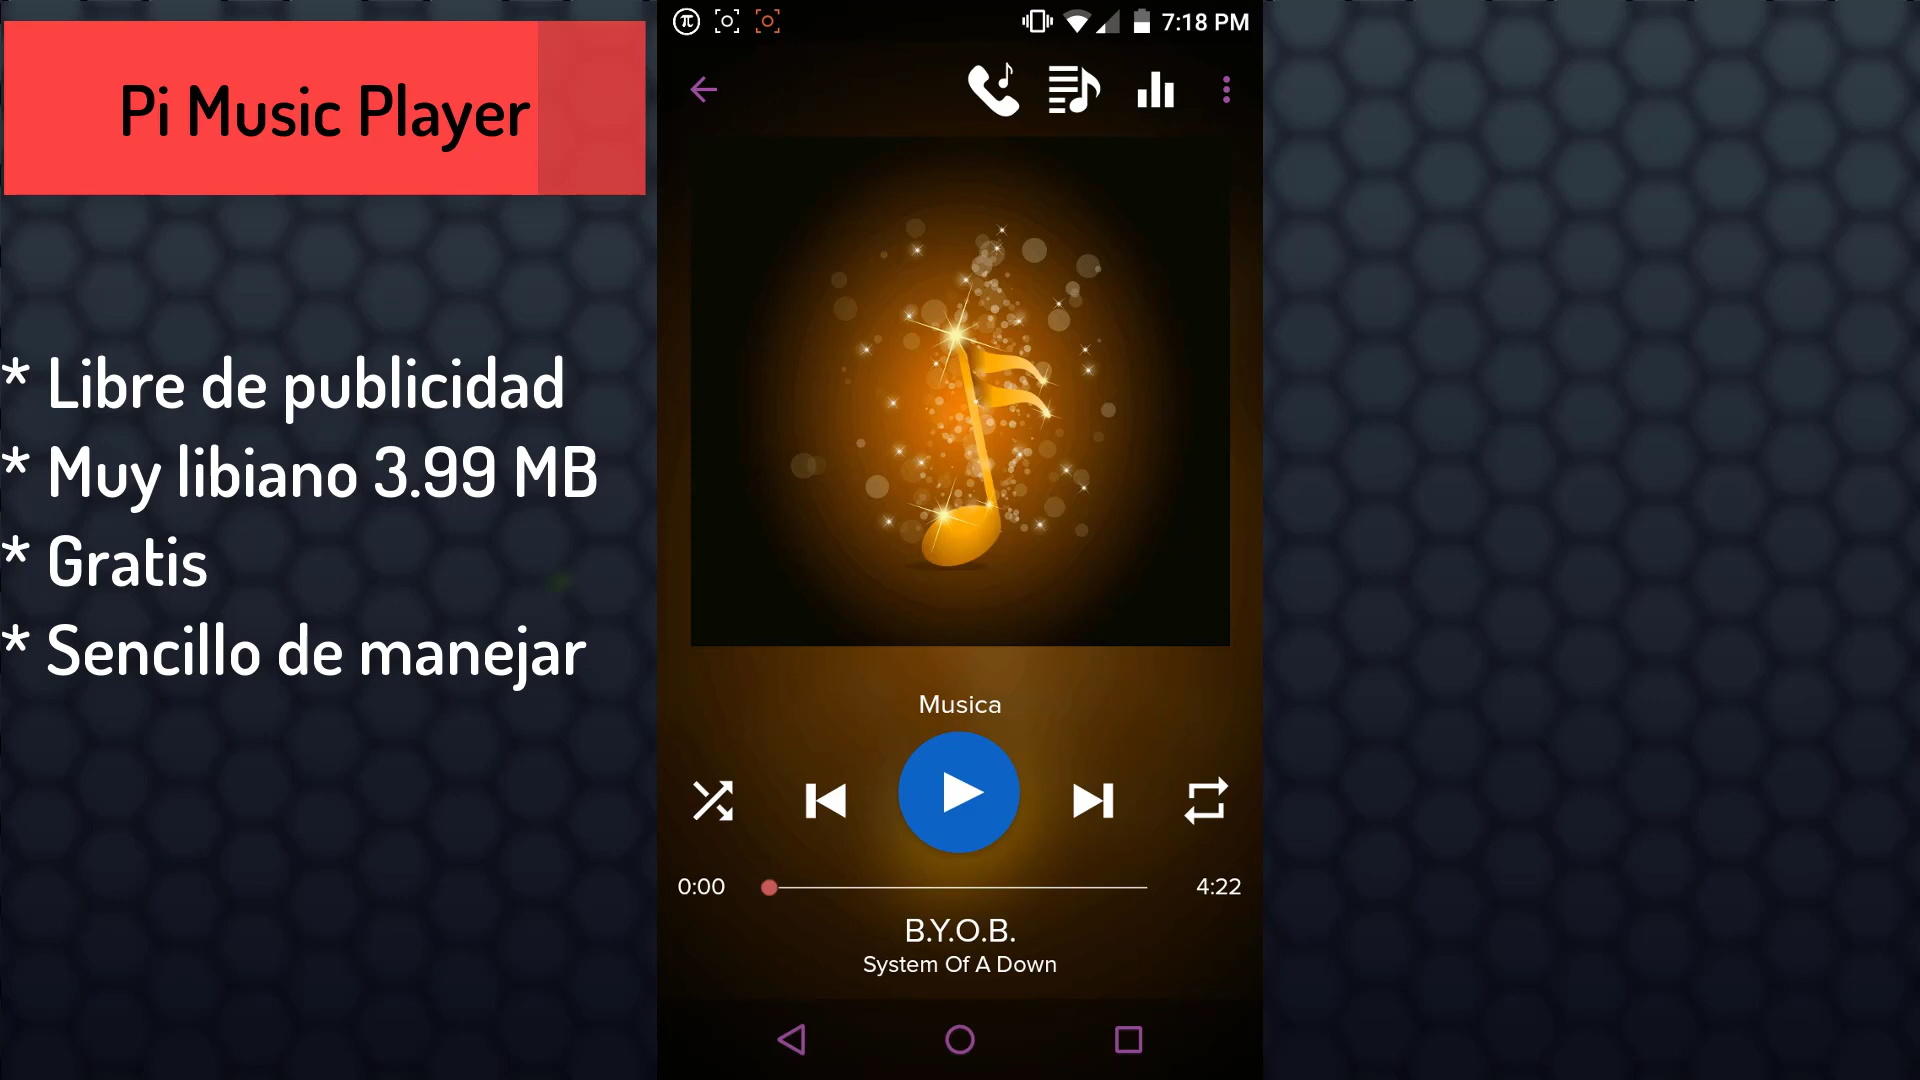 Pi Music Player
* Libre de publicidad
* Muy libiano 3.99 MB
* Gratis
* Sencillo de manejar
7:18 PM
Musica
0:00 4:22
B.Y.O.B.
System Of A Down